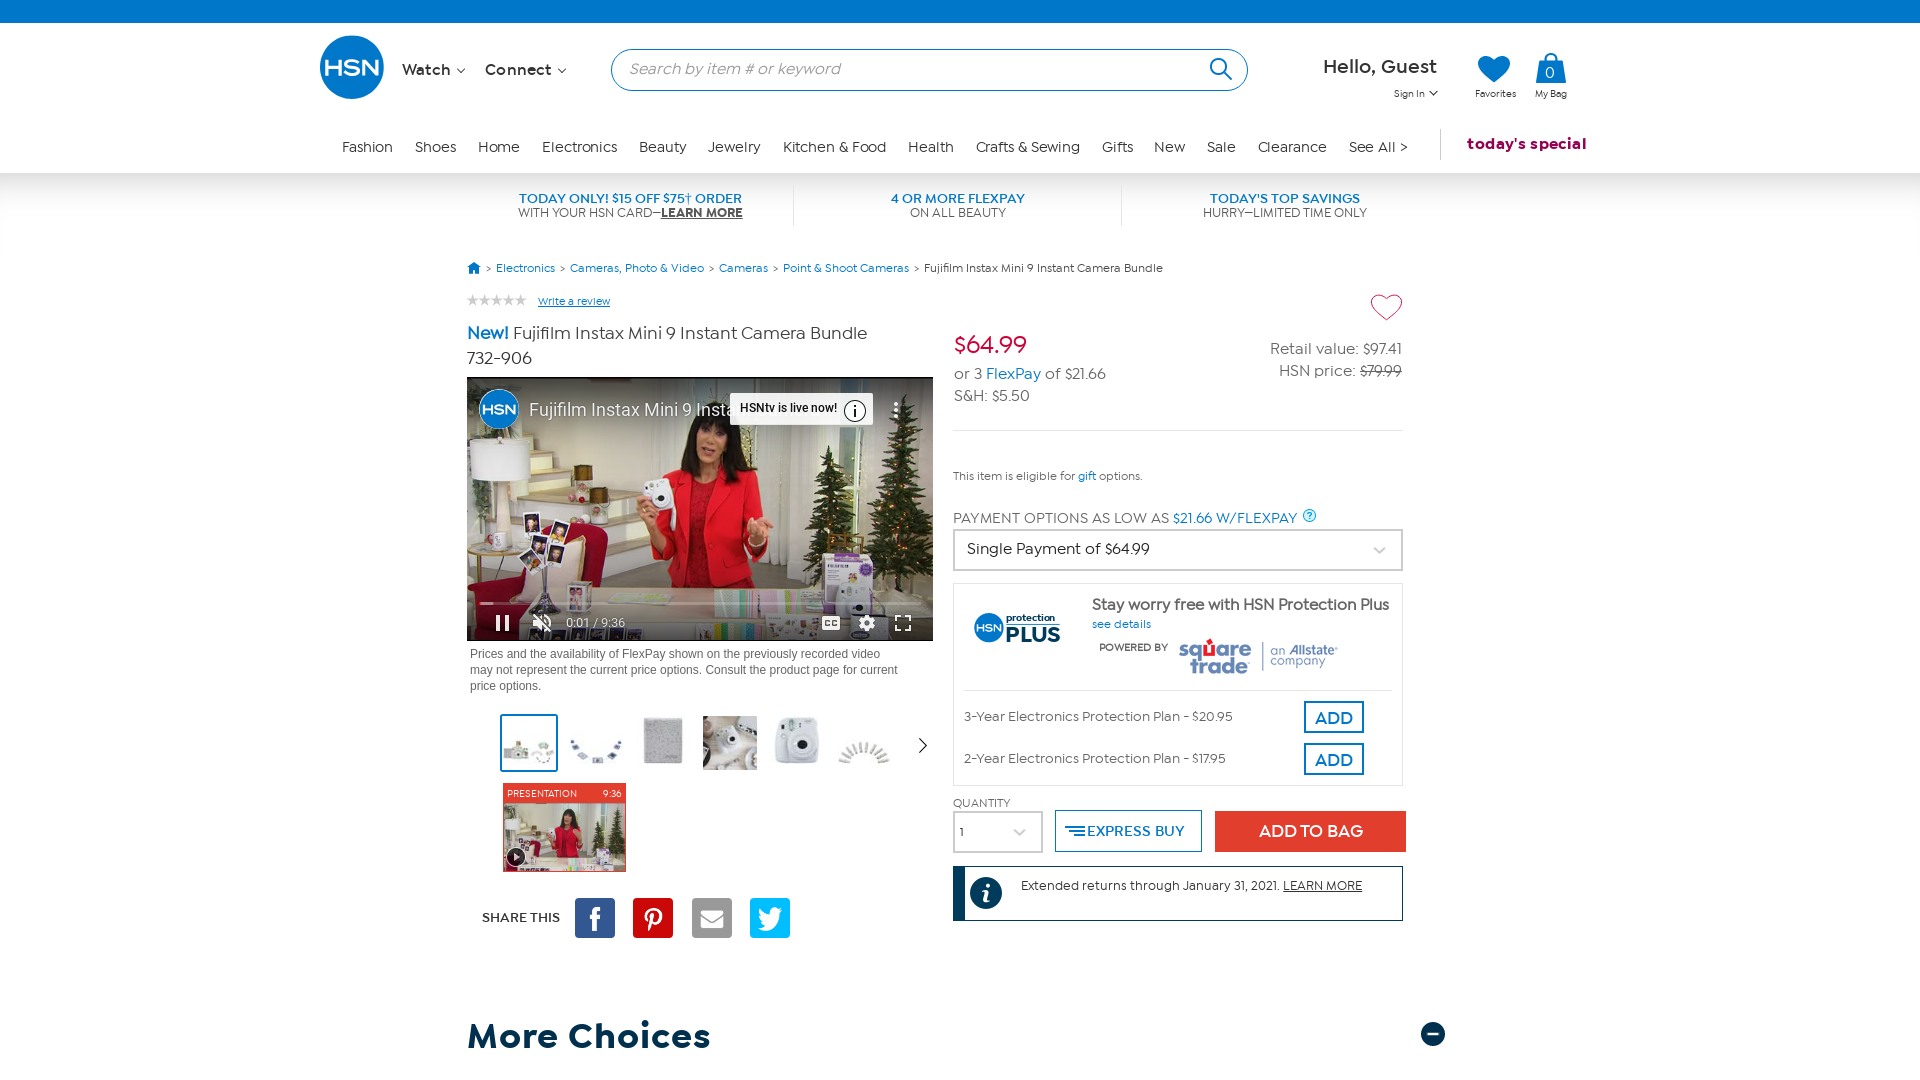 HSN
Watch
Connect
Search by item # or keyword
Hello, Guest
Sign In
Favorites
0
My Bag
Fashion
Shoes
Home
Electronics
Beauty
Jewelry
Kitchen & Food
Health
Crafts & Sewing
Gifts
New
Sale
Clearance
See All >
today's special
TODAY ONLY! $15 OFF $75† ORDER
WITH YOUR HSN CARD—LEARN MORE
4 OR MORE FLEXPAY
ON ALL BEAUTY
TODAY'S TOP SAVINGS
HURRY—LIMITED TIME ONLY
> Electronics > Cameras, Photo & Video > Cameras > Point & Shoot Cameras > Fujifilm Instax Mini 9 Instant Camera Bundle
Write a review
New! Fujifilm Instax Mini 9 Instant Camera Bundle
732-906
HSN
Fujifilm Instax Mini 9 Insta
HSNtv is live now!
0:01 / 9:36
CC
Prices and the availability of FlexPay shown on the previously recorded video
may not represent the current price options. Consult the product page for current
price options.
PRESENTATION 9:36
SHARE THIS
$64.99
or 3 FlexPay of $21.66
S&H: $5.50
Retail value: $97.41
HSN price: $79.99
This item is eligible for gift options.
PAYMENT OPTIONS AS LOW AS $21.66 W/FLEXPAY ?
Single Payment of $64.99
HSN protection
PLUS
Stay worry free with HSN Protection Plus
see details
POWERED BY
square
trade
an Allstate
company
3-Year Electronics Protection Plan - $20.95
ADD
2-Year Electronics Protection Plan - $17.95
ADD
QUANTITY
1
EXPRESS BUY
ADD TO BAG
Extended returns through January 31, 2021. LEARN MORE
More Choices